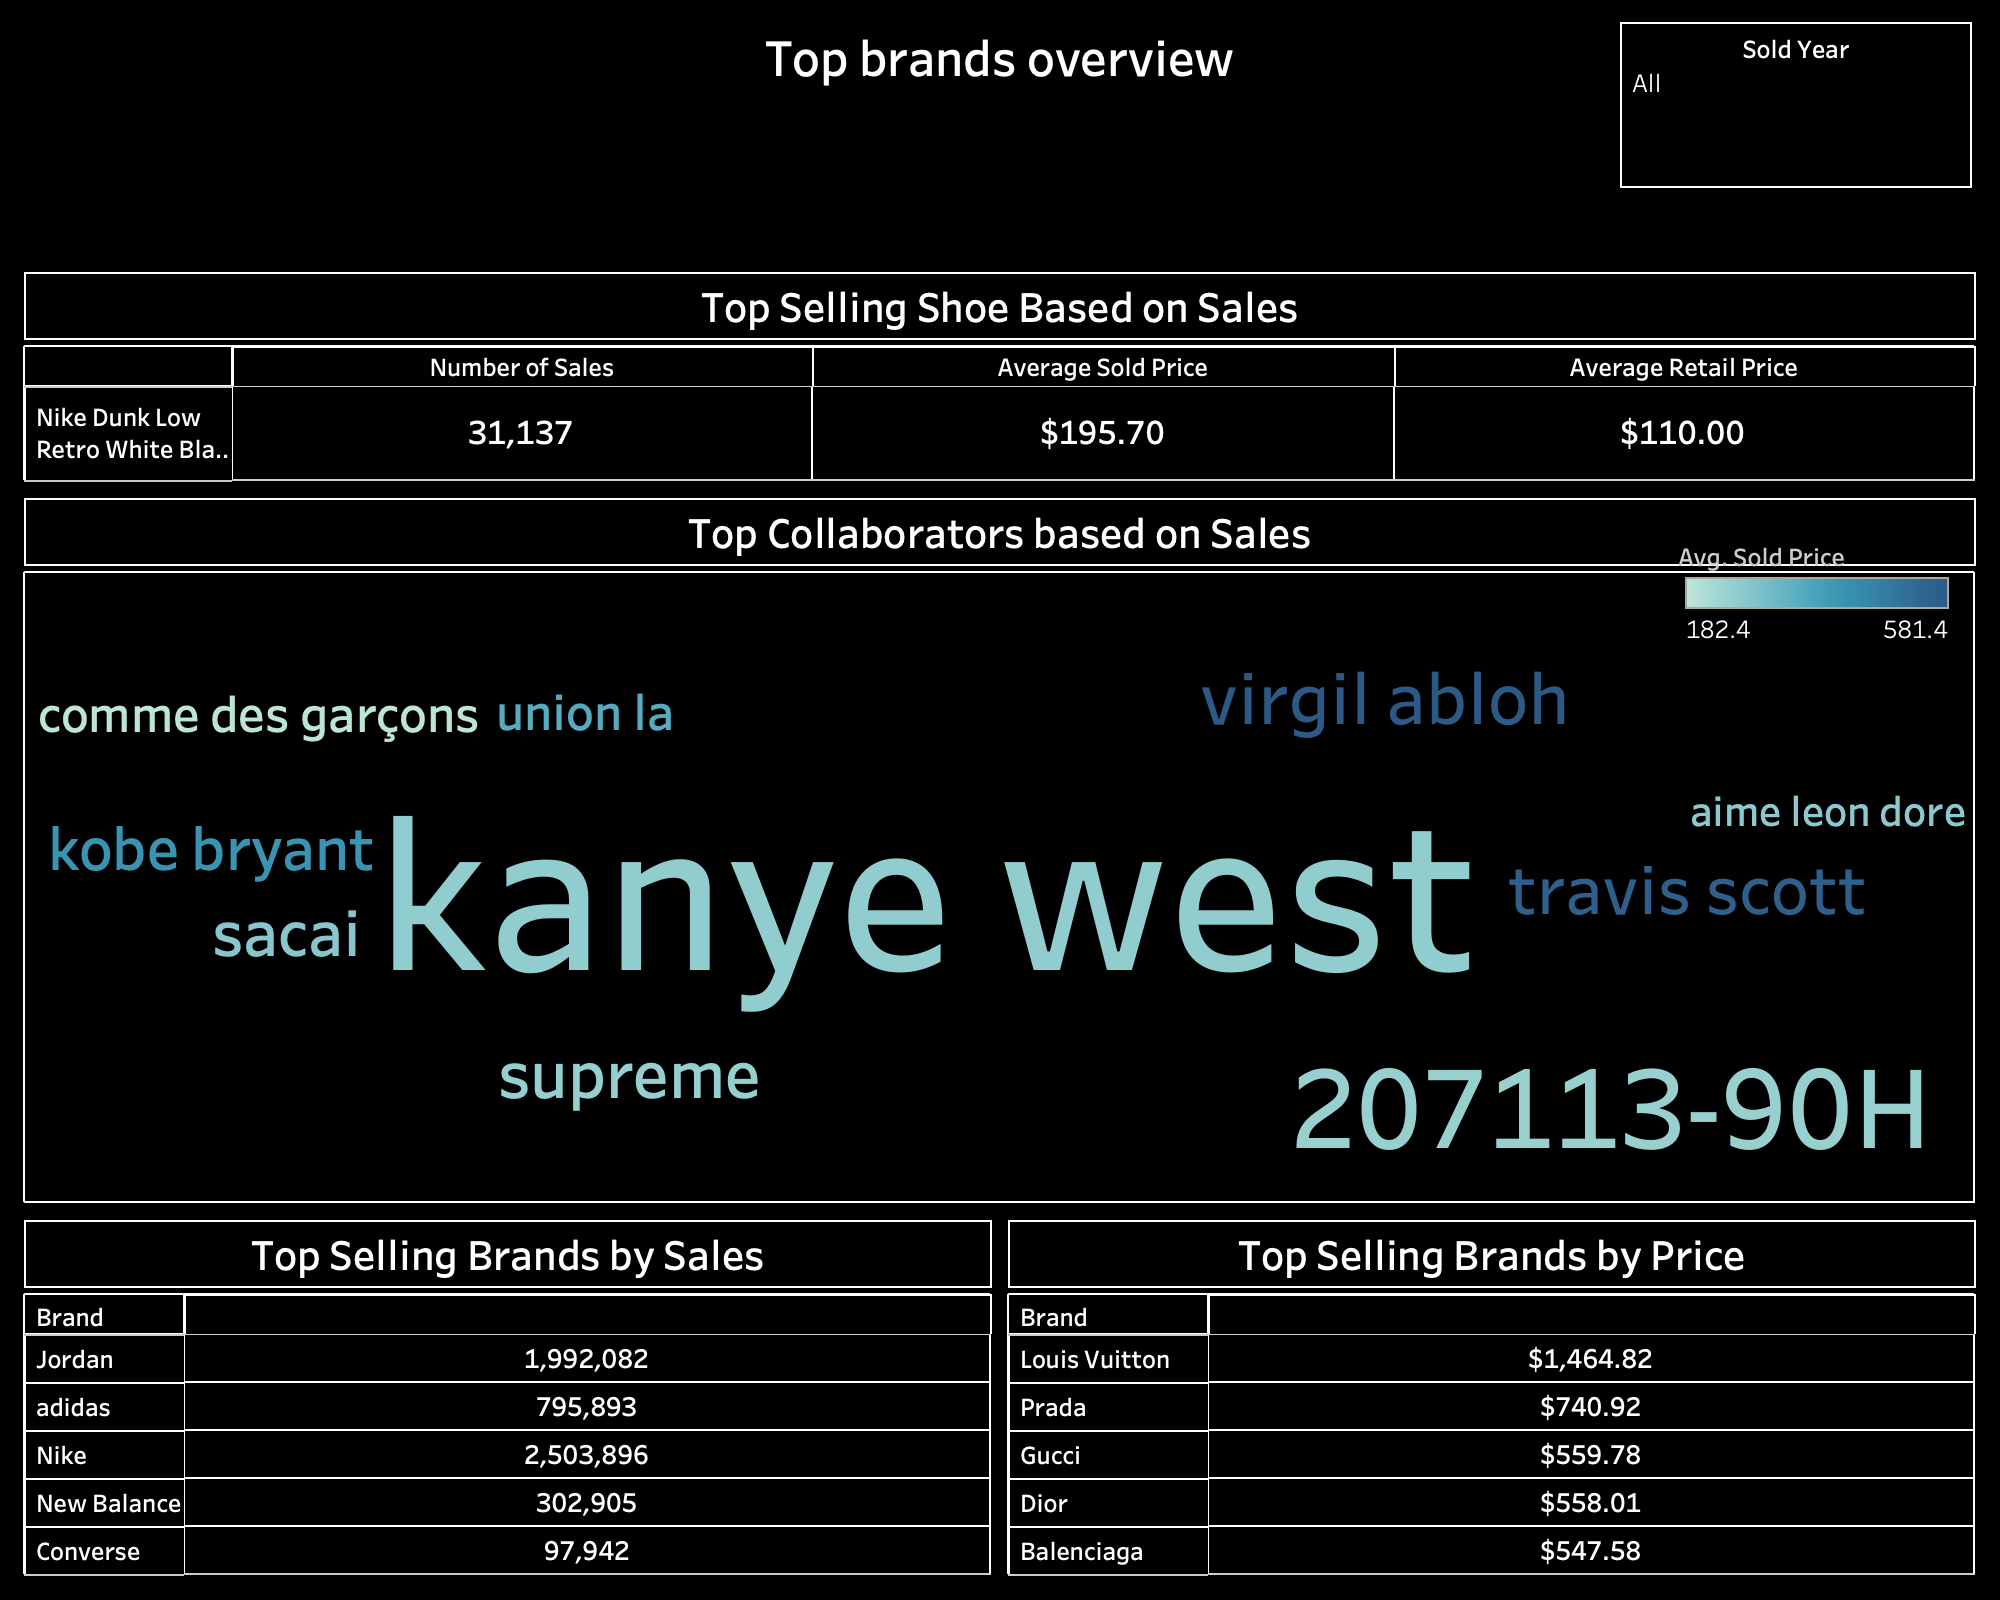 Top brands overview
Sold Year
All
Top Selling Shoe Based on Sales
Number of Sales Average Sold Price Average Retail Price
Nike Dunk Low
Retro White Bla..
31,137 $195.70 $110.00
Top Collaborators based on Sales
Avg. Sold Price
182.4 581.4
virgil abloh
comme des garçons union la
aime leon dore
kobe bryant
kanye west
travis scott
sacai
supreme
207113-90H
Top Selling Brands by Sales
Brand
Jordan 1,992,082
adidas 795,893
Nike 2,503,896
New Balance 302,905
Converse 97,942
Top Selling Brands by Price
Brand
Louis Vuitton $1,464.82
Prada $740.92
Gucci $559.78
Dior $558.01
Balenciaga $547.58